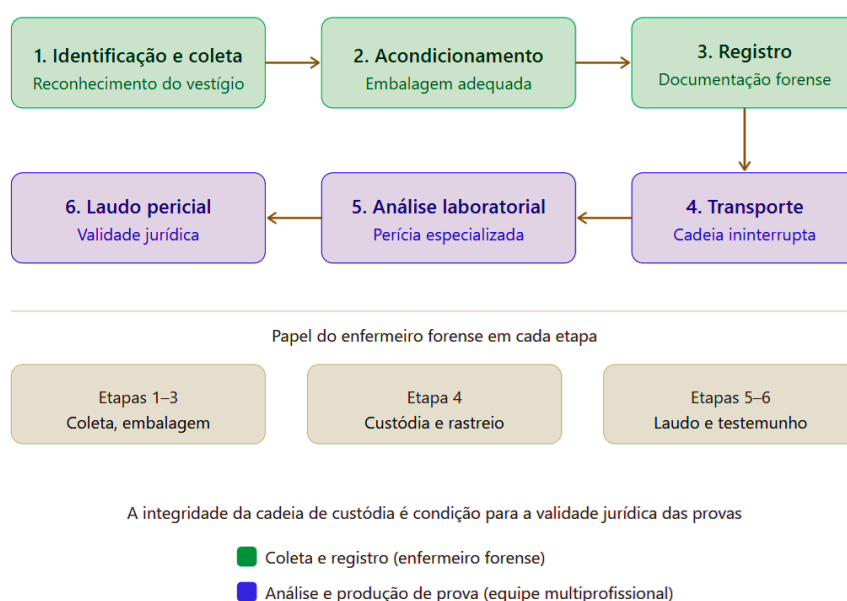 1. Identificação e coleta
Reconhecimento do vestígio
2. Acondicionamento
Embalagem adequada
3. Registro
Documentação forense
6. Laudo pericial
Validade jurídica
5. Análise laboratorial
Perícia especializada
4. Transporte
Cadeia ininterrupta
Papel do enfermeiro forense em cada etapa
Etapas 1–3
Coleta, embalagem
Etapa 4
Custódia e rastreio
Etapas 5–6
Laudo e testemunho
A integridade da cadeia de custódia é condição para a validade jurídica das provas
Coleta e registro (enfermeiro forense)
Análise e produção de prova (equipe multiprofissional)